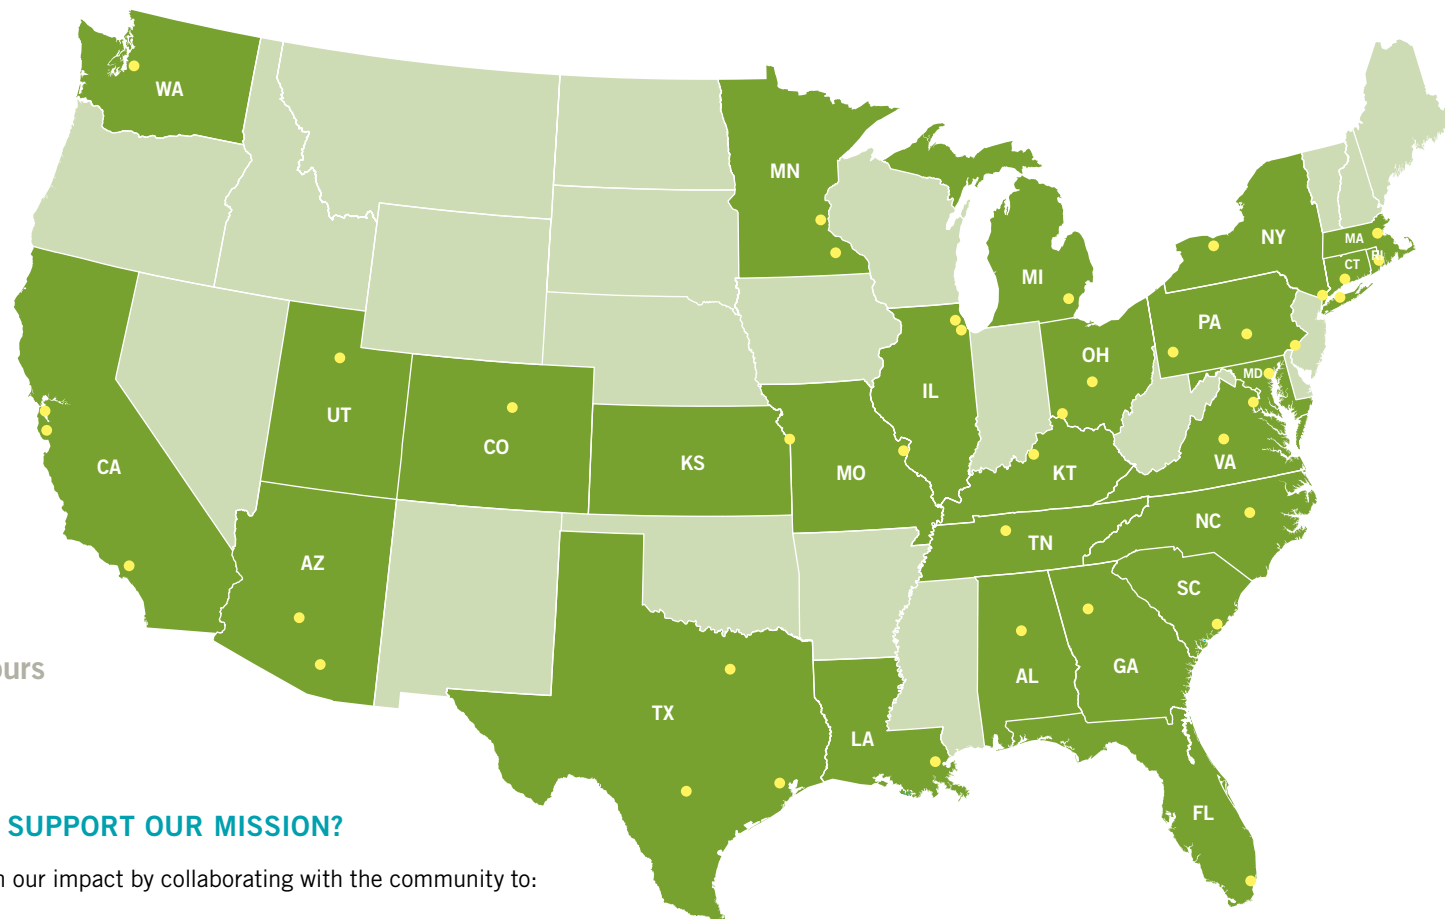 WA
MN
NY
MA
RI
CT
MI
PA
OH
MD
IL
UT
CO
KS
MO
KT
VA
CA
NC
TN
AZ
SC
GA
AL
TX
LA
FL
ours
SUPPORT OUR MISSION?
our impact by collaborating with the community to: